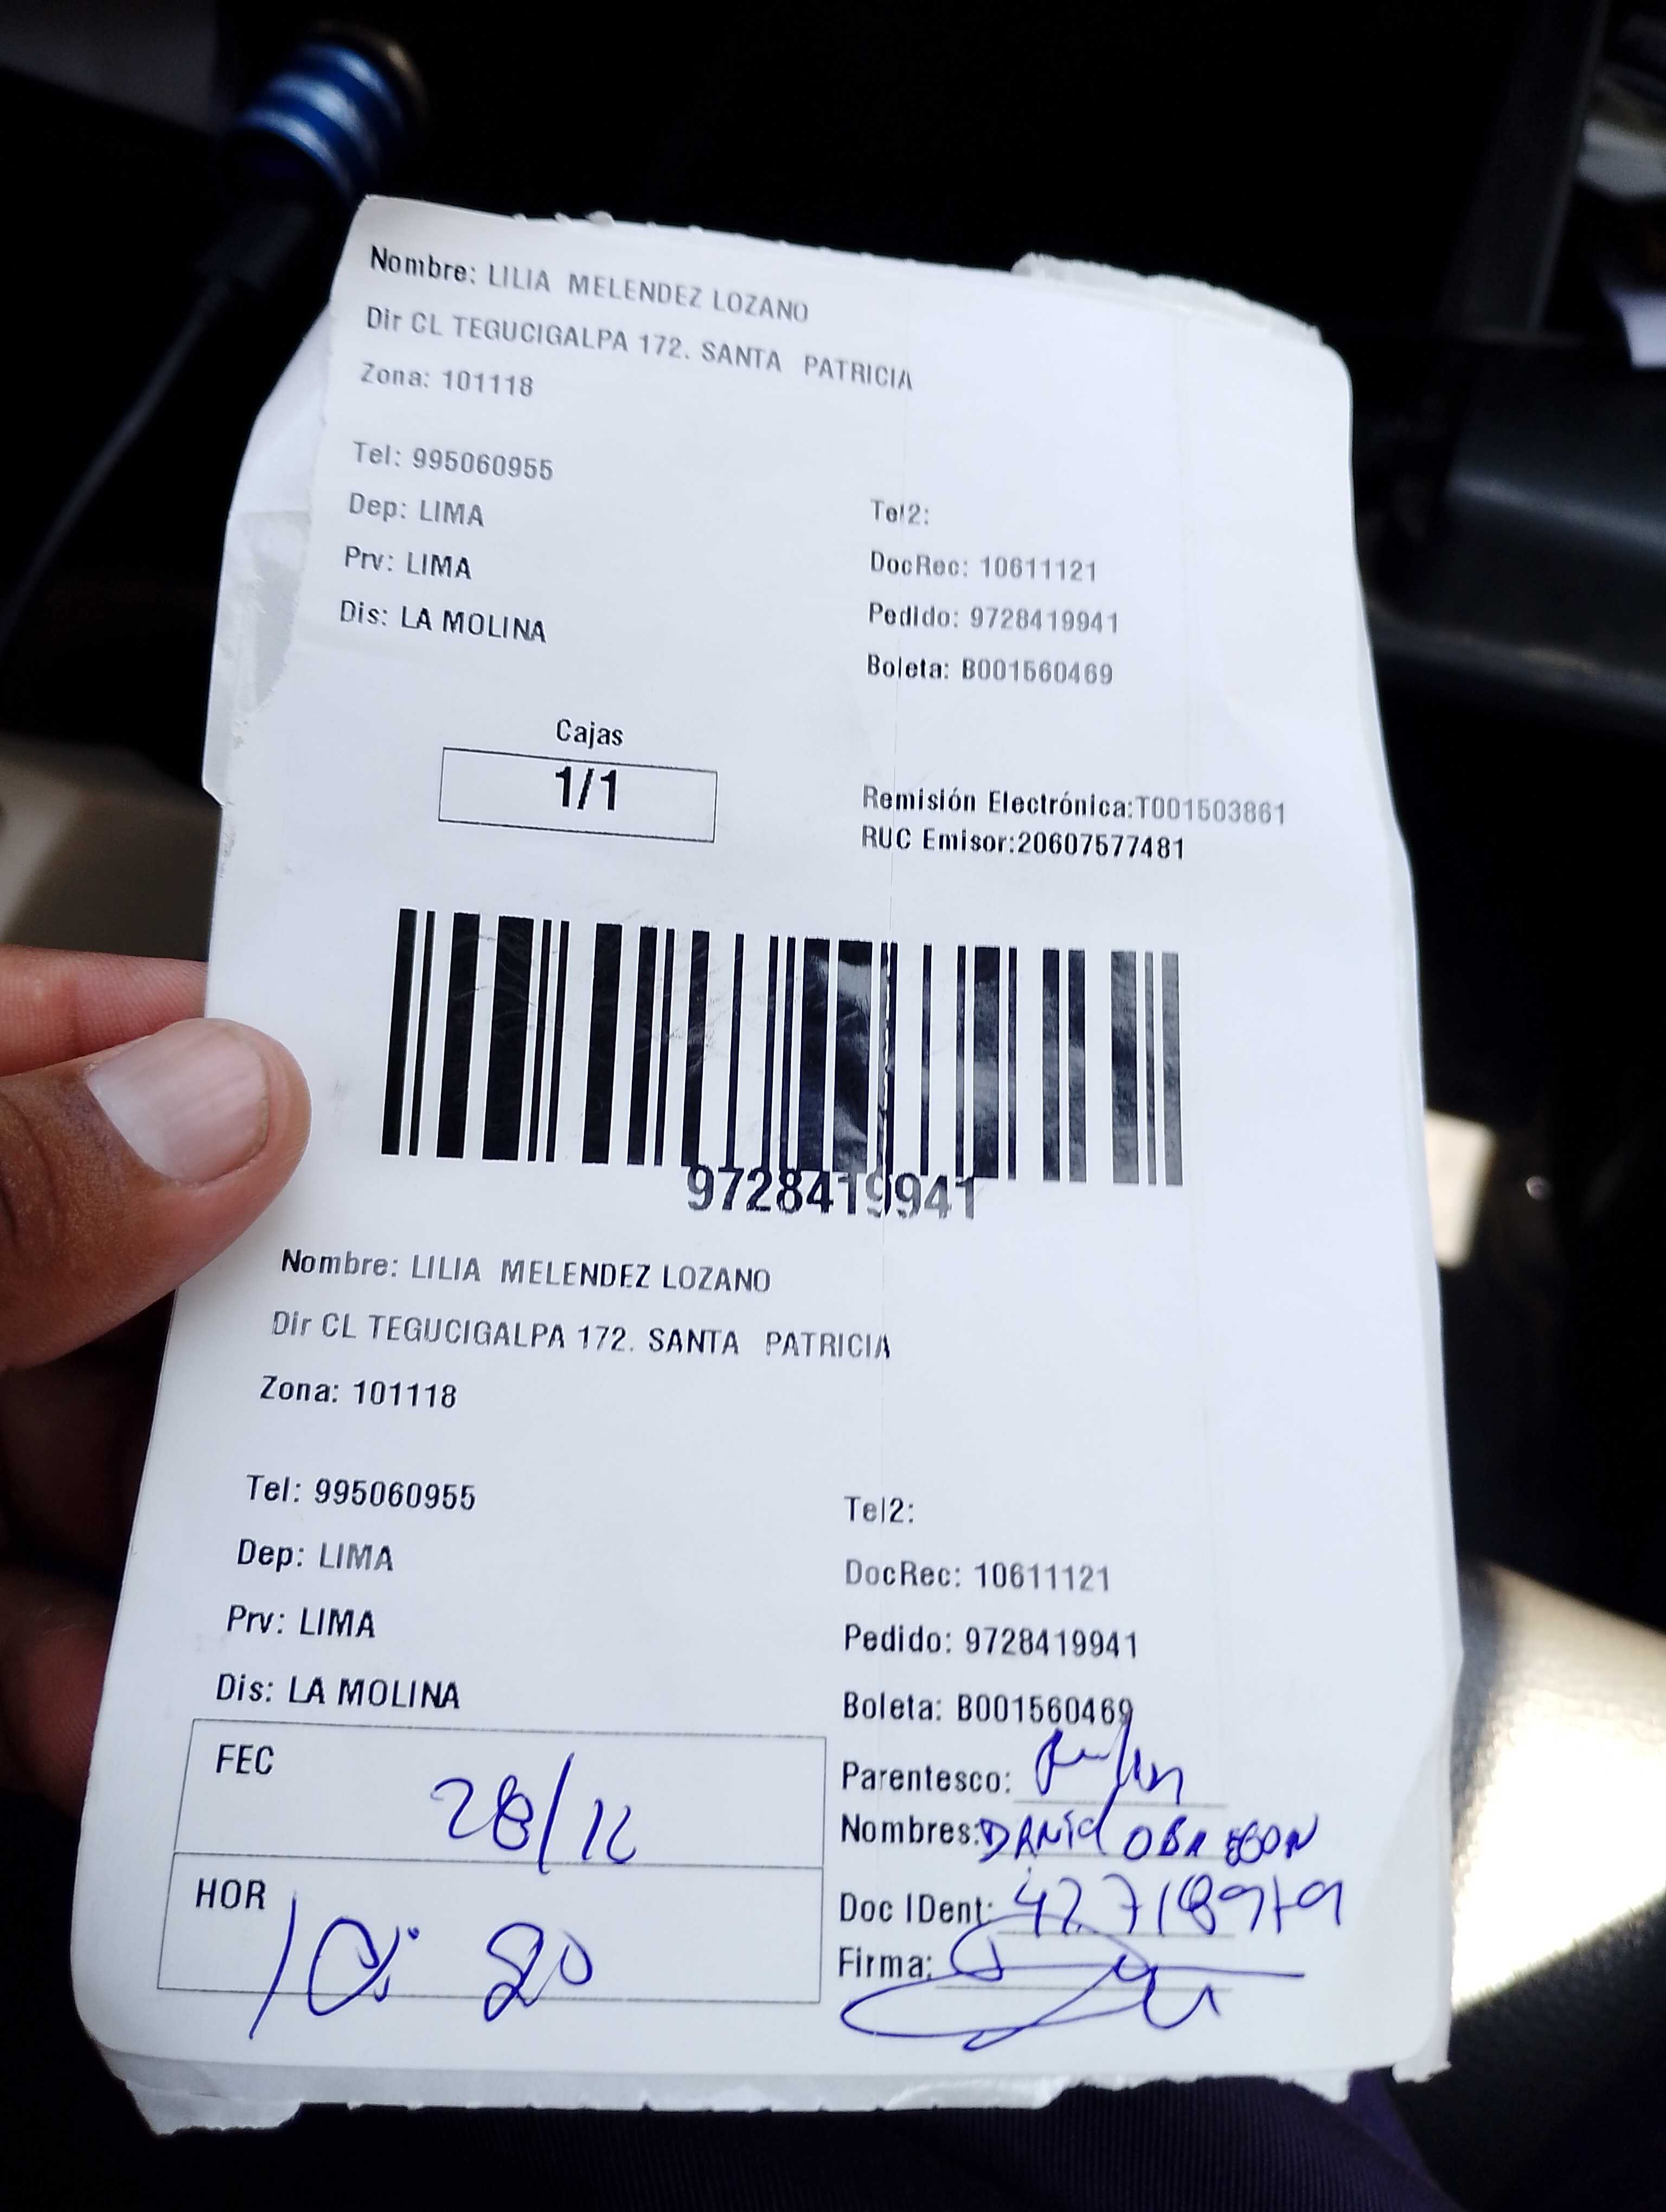 Nombre: LILIA MELENDEZ LOZANO
Dir CL TEGUCIGALPA 172. SANTA PATRICIA
Zona: 101118
Tel: 995060955
Tel2:
Dep: LIMA
DocRec: 10611121
Prv: LIMA
Pedido: 9728419941
Dis: LA MOLINA
Boleta: B001560469
Cajas
1/1
Remisión Electrónica:T001503861
RUC Emisor:20607577481
9728419941
Nombre: LILIA MELENDEZ LOZANO
Dir CL TEGUCIGALPA 172. SANTA PATRICIA
Zona: 101118
Tel: 995060955
Tel2:
Dep: LIMA
DocRec: 10611121
Prv: LIMA
Pedido: 9728419941
Dis: LA MOLINA
Boleta: B001560469
FEC 28/12
Parentesco:
Nombres: DANiel OBREGON
HOR 10:20
Doc IDent:
Firma: